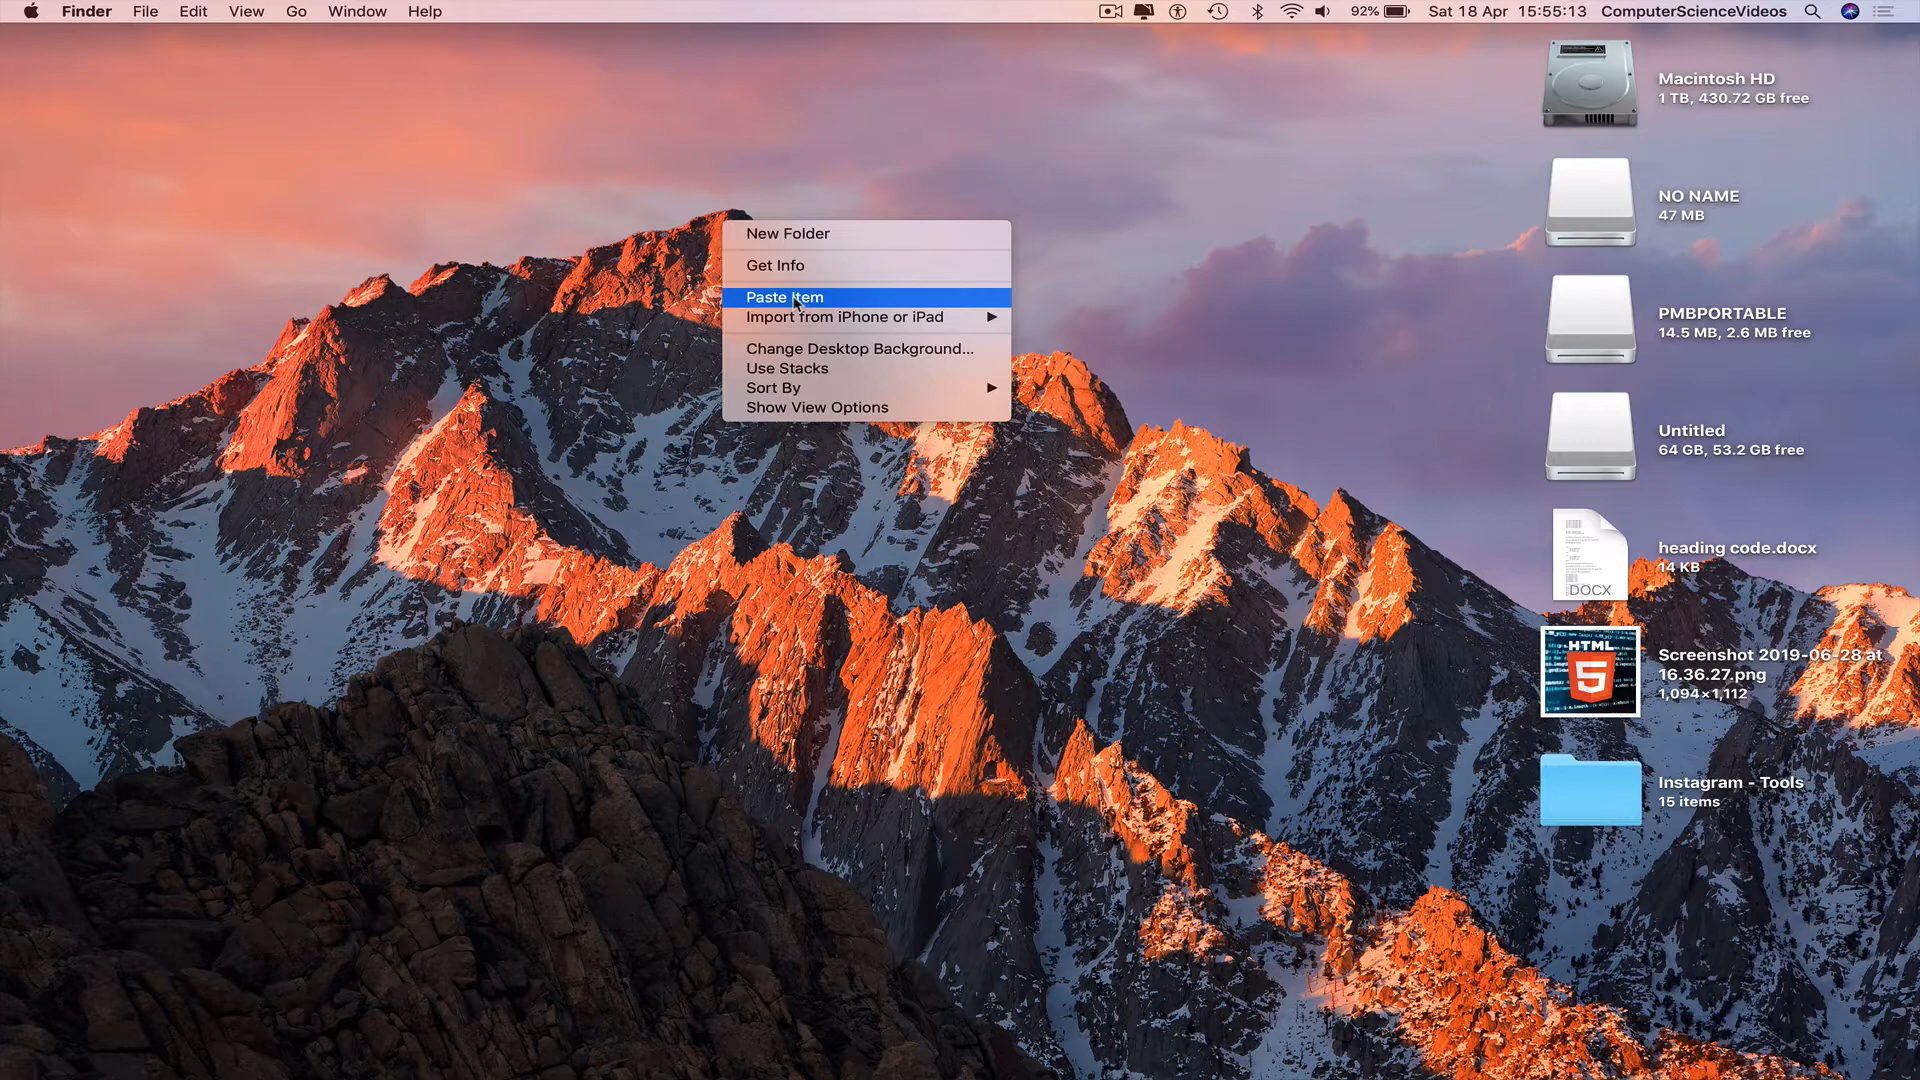 Finder File Edit View Go Window Help 92% Sat 18 Apr 15:55:13 ComputerScienceVideos
Macintosh HD
1 TB, 430.72 GB free
NO NAME
47 MB
New Folder
Get Info
Paste Item
Import from iPhone or iPad
Change Desktop Background...
Use Stacks
Sort By
Show View Options
PMBPORTABLE
14.5 MB, 2.6 MB free
Untitled
64 GB, 53.2 GB free
heading code.docx
14 KB
DOCX
HTML
5
Screenshot 2019-06-28 at
16.36.27.png
1,094×1,112
Instagram - Tools
15 items